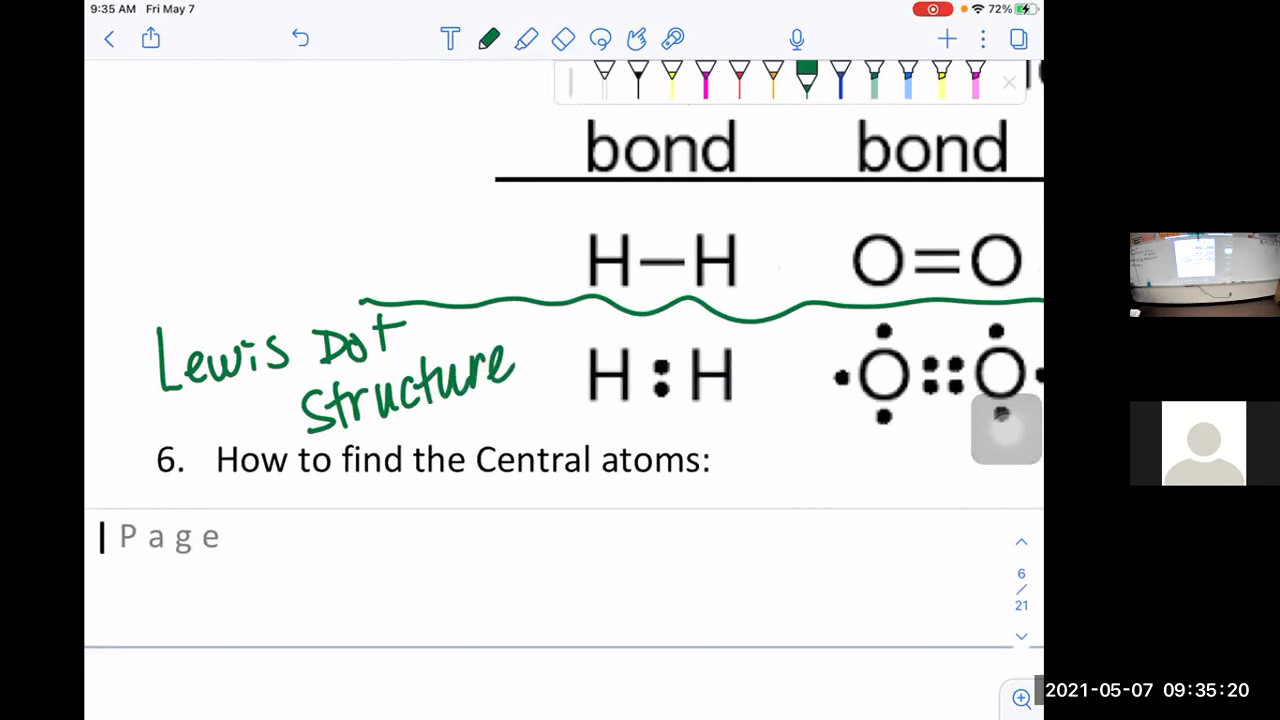 9:35 AM Fri May 7
72%
T
bond bond
H–H O=O
Lewis Dot
Structure
H:H O::O
6. How to find the Central atoms:
| P a g e
6
/
21
2021-05-07 09:35:20